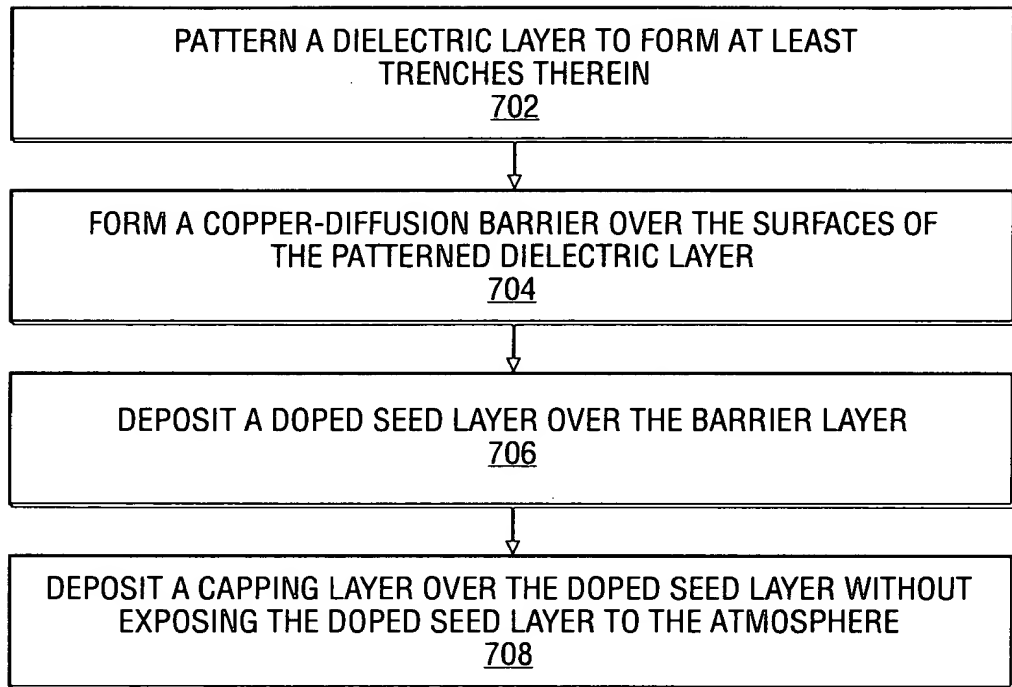 PATTERN A DIELECTRIC LAYER TO FORM AT LEAST
TRENCHES THEREIN
702
FORM A COPPER-DIFFUSION BARRIER OVER THE SURFACES OF
THE PATTERNED DIELECTRIC LAYER
704
DEPOSIT A DOPED SEED LAYER OVER THE BARRIER LAYER
706
DEPOSIT A CAPPING LAYER OVER THE DOPED SEED LAYER WITHOUT
EXPOSING THE DOPED SEED LAYER TO THE ATMOSPHERE
708